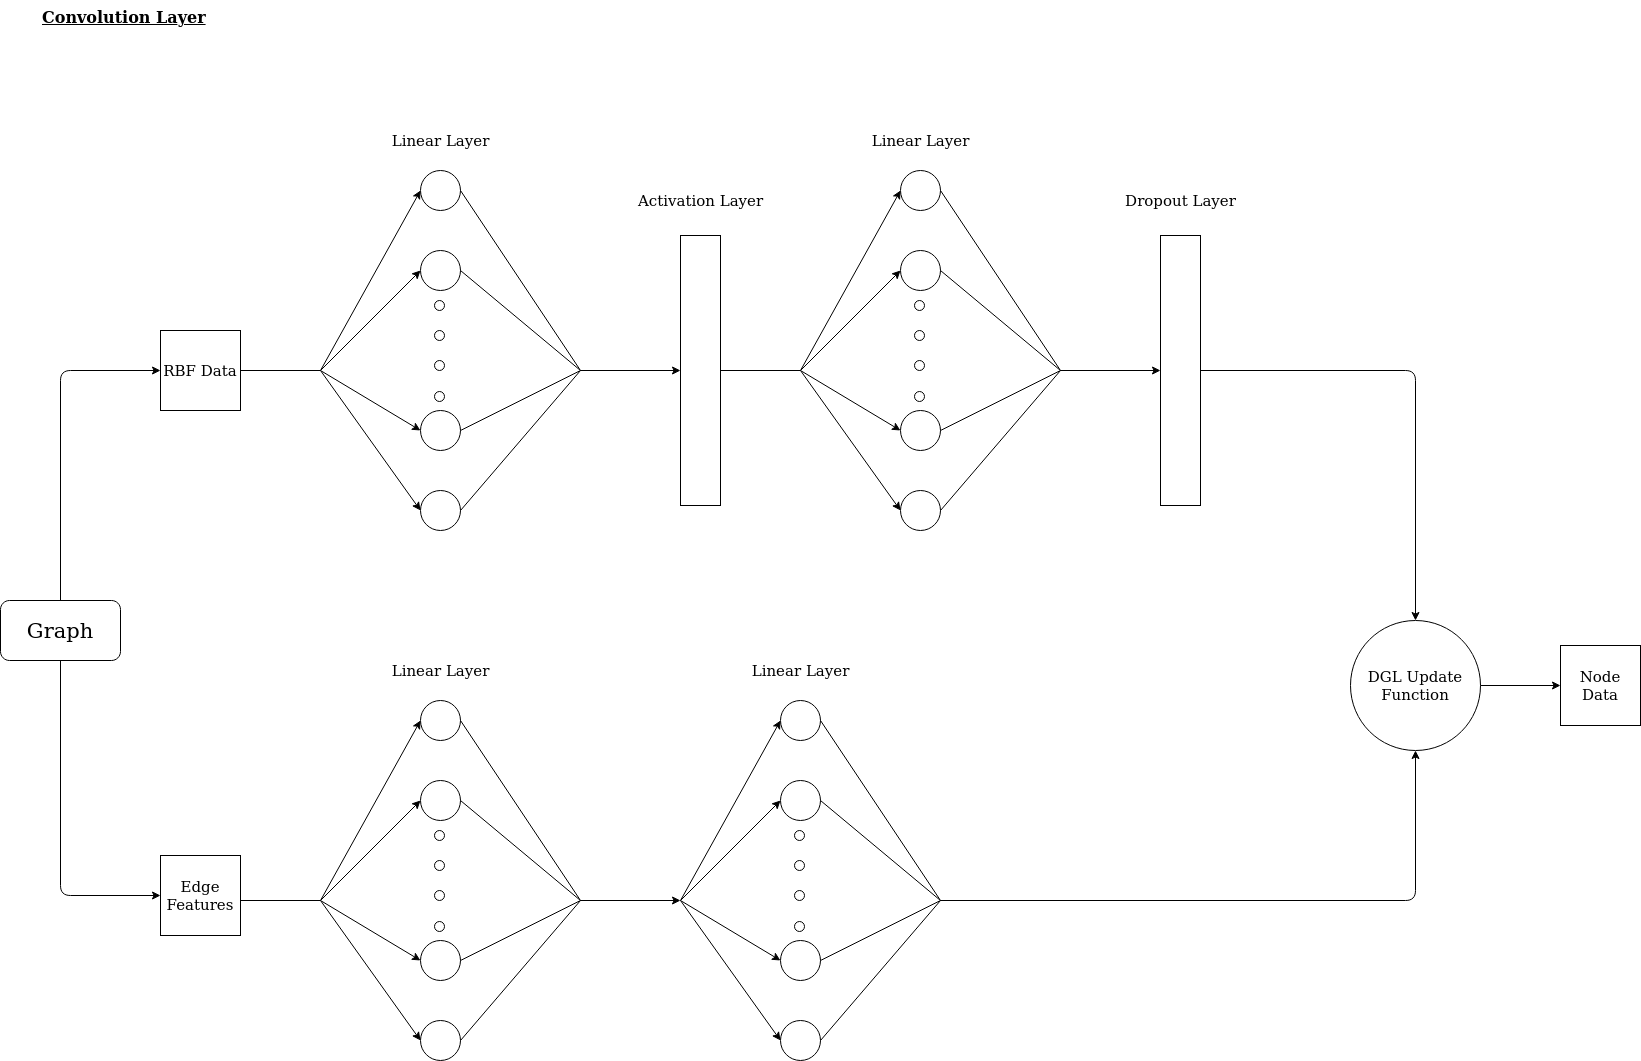 Convolution Layer
Linear Layer
Linear Layer
Activation Layer
Dropout Layer
RBF Data
Graph
Linear Layer
Linear Layer
DGL Update
Function
Node
Data
Edge
Features